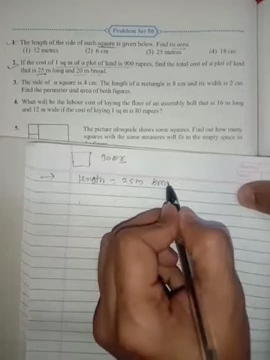 Problem Set 50
1. The length of the side of each square is given below. Find its area.
(1) 12 metres (2) 6 cm (3) 25 metres (4) 18 cm
2. If the cost of 1 sq m of a plot of land is 900 rupees, find the total cost of a plot of land
that is 25 m long and 20 m broad.
3. The side of a square is 4 cm. The length of a rectangle is 8 cm and its width is 2 cm.
Find the perimeter and area of both figures.
4. What will be the labour cost of laying the floor of an assembly hall that is 16 m long
and 12 m wide if the cost of laying 1 sq m is 80 rupees?
5. The picture alongside shows some squares. Find out how many
squares with the same measures will fit in the empty space in
900
→ length = 25m